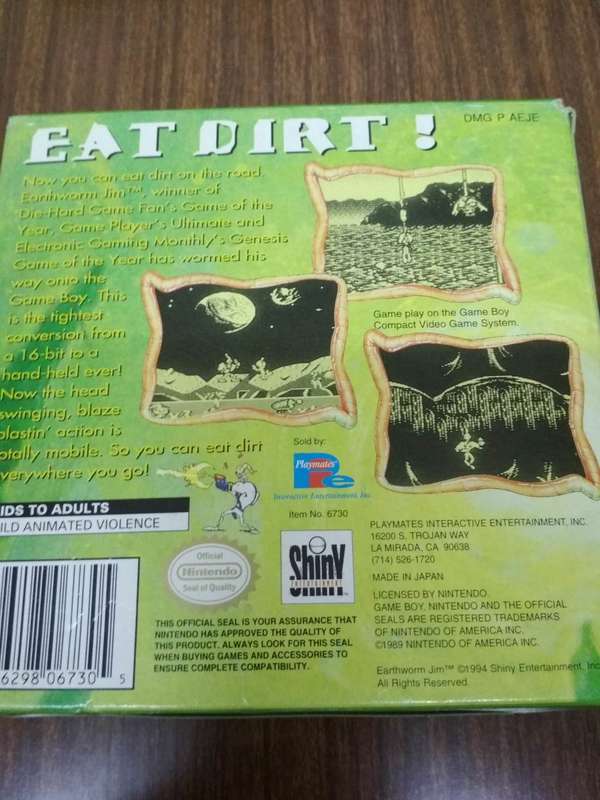 EAT DIRT !
DMG P AEJE
Now you can eat dirt on the road.
Earthworm Jim™, winner of
Die-Hard Game Fan's Game of the
Year, Game Player's Ultimate and
Electronic Gaming Monthly's Genesis
Game of the Year has wormed his
way onto the
Game Boy. This
is the tightest
conversion from
a 16-bit to a
hand-held ever!
Now the head
swinging, blaze
blastin' action is
otally mobile. So you can eat dirt
verywhere you go!
Game play on the Game Boy
Compact Video Game System.
Sold by:
Playmates
Interactive Entertainment, Inc.
Item No. 6730
IDS TO ADULTS
ILD ANIMATED VIOLENCE
Official
Nintendo
Seal of Quality
Shiny
ENTERTAINMENT
THIS OFFICIAL SEAL IS YOUR ASSURANCE THAT
NINTENDO HAS APPROVED THE QUALITY OF
THIS PRODUCT. ALWAYS LOOK FOR THIS SEAL
WHEN BUYING GAMES AND ACCESSORIES TO
ENSURE COMPLETE COMPATIBILITY.
PLAYMATES INTERACTIVE ENTERTAINMENT, INC.
16200 S. TROJAN WAY
LA MIRADA, CA 90638
(714) 526-1720
MADE IN JAPAN
LICENSED BY NINTENDO.
GAME BOY, NINTENDO AND THE OFFICIAL
SEALS ARE REGISTERED TRADEMARKS
OF NINTENDO OF AMERICA INC.
©1989 NINTENDO OF AMERICA INC.
Earthworm Jim™ ©1994 Shiny Entertainment, Inc
All Rights Reserved.
6298 06730 5